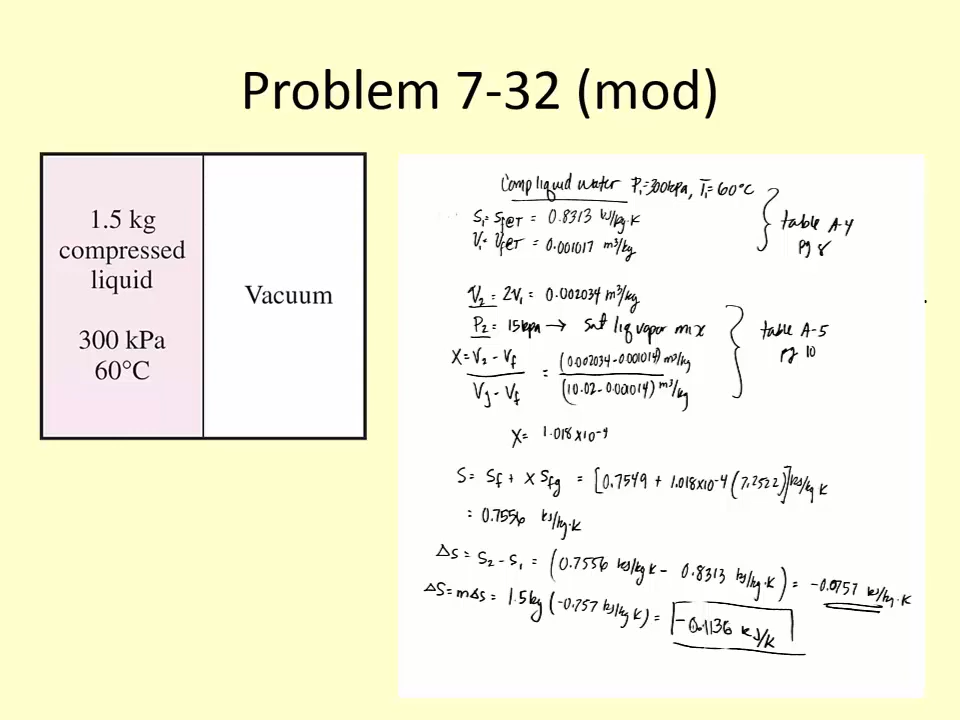 Problem 7-32 (mod)
1.5 kg
compressed
liquid
300 kPa
60°C
Vacuum
Comp liquid water P₁=300kpa, T₁=60°C
S₁= Sf@T = 0.8313 kJ/kg·K
V₁= Vf@T = 0.001017 m³/kg
table A-4
pg 8
V₂ = 2V₁ = 0.002034 m³/kg
P₂ = 15kpa → Sat liq vapor mix
X = V₂ - Vf / Vg - Vf = (0.002034-0.001014) m³/kg / (10.02-0.001014) m³/kg
table A-5
pg 10
X= 1.018x10⁻⁴
S= Sf + X Sfg = [0.7549 + 1.018x10⁻⁴ (7.2522)] kJ/kg K
= 0.7556 kJ/kg·K
Δs = S₂ - S₁ = (0.7556 kJ/kg K - 0.8313 kJ/kg·K) = -0.0757 kJ/kg·K
ΔS=mΔs = 1.5kg (-0.757 kJ/kg K) = -0.1136 kJ/K